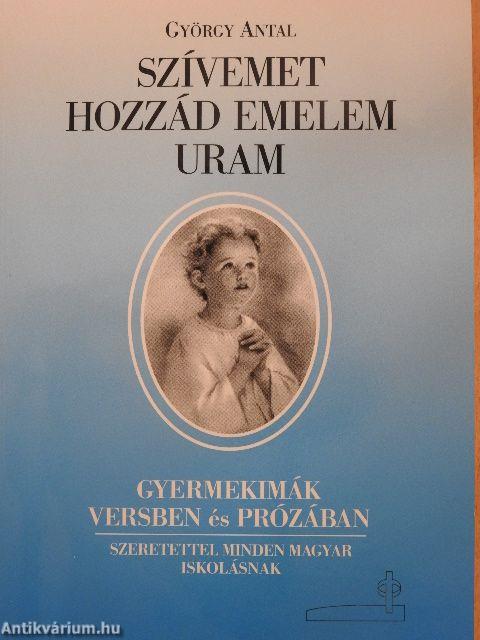 GYÖRGY ANTAL
SZÍVEMET
HOZZÁD EMELEM
URAM
GYERMEKIMÁK
VERSBEN és PRÓZÁBAN
SZERETETTEL MINDEN MAGYAR
ISKOLÁSNAK
Antikvárium.hu